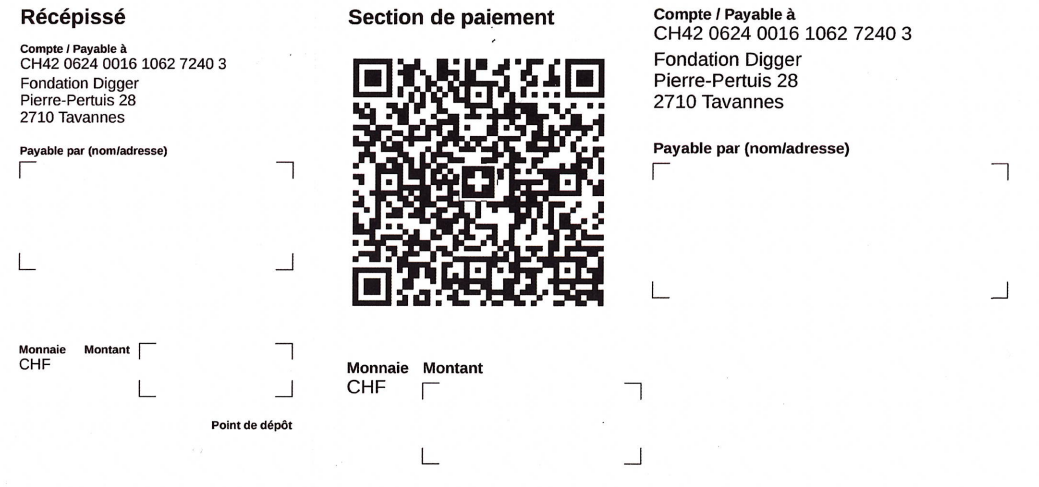 Récépissé
Compte / Payable à
CH42 0624 0016 1062 7240 3
Fondation Digger
Pierre-Pertuis 28
2710 Tavannes
Payable par (nom/adresse)
Monnaie Montant
CHF
Point de dépôt
Section de paiement
Monnaie Montant
CHF
Compte / Payable à
CH42 0624 0016 1062 7240 3
Fondation Digger
Pierre-Pertuis 28
2710 Tavannes
Payable par (nom/adresse)